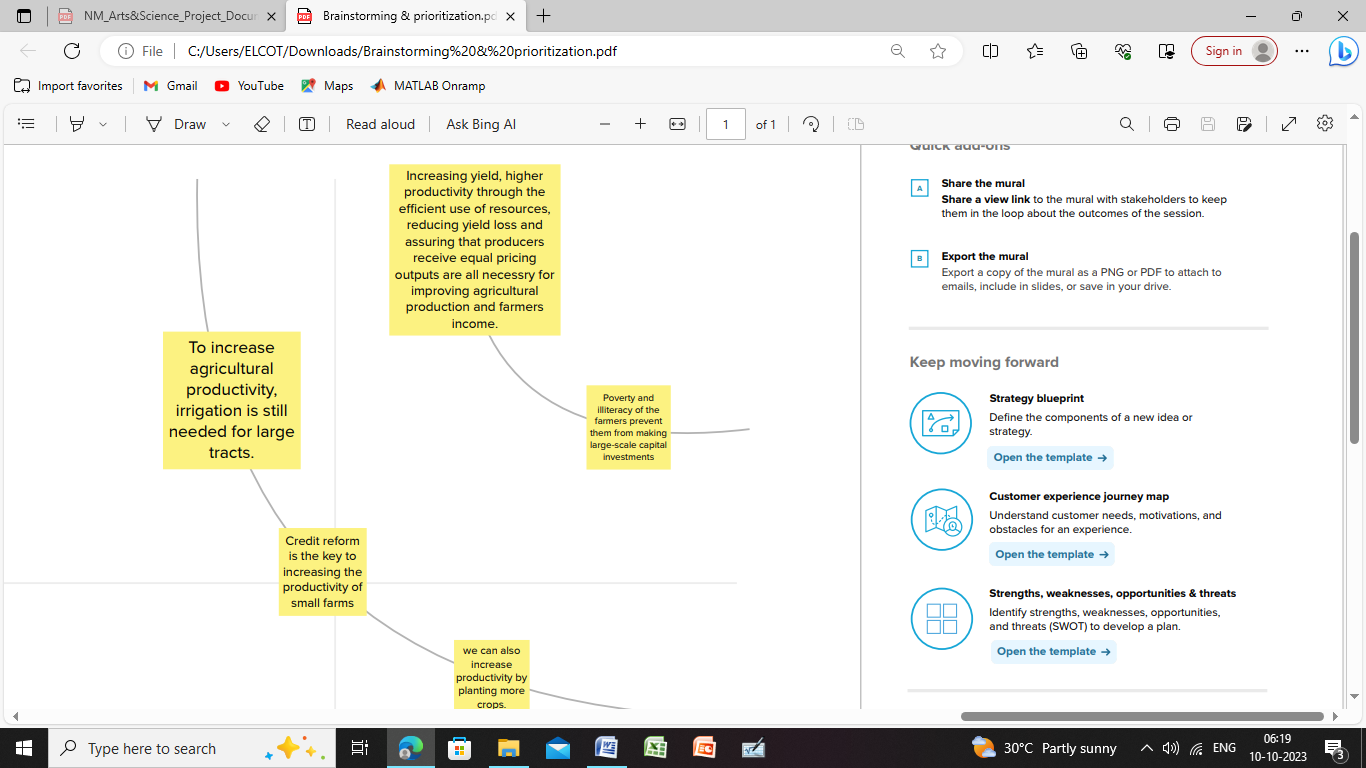 NM_Arts&Science_Project_Docu
Brainstorming & prioritization.pd
File
C:/Users/ELCOT/Downloads/Brainstorming%20&%20prioritization.pdf
Sign in
Import favorites
Gmail
YouTube
Maps
MATLAB Onramp
Draw
Read aloud
Ask Bing AI
1
of 1
Increasing yield, higher
productivity through the
efficient use of resources,
reducing yield loss and
assuring that producers
receive equal pricing
outputs are all necessry for
improving agricultural
production and farmers
income.
To increase
agricultural
productivity,
irrigation is still
needed for large
tracts.
Poverty and
illiteracy of the
farmers prevent
them from making
large-scale capital
investments
Credit reform
is the key to
increasing the
productivity of
small farms
we can also
increase
productivity by
planting more
crops.
Quick add-ons
A
Share the mural
Share a view link to the mural with stakeholders to keep
them in the loop about the outcomes of the session.
B
Export the mural
Export a copy of the mural as a PNG or PDF to attach to
emails, include in slides, or save in your drive.
Keep moving forward
Strategy blueprint
Define the components of a new idea or
strategy.
Open the template →
Customer experience journey map
Understand customer needs, motivations, and
obstacles for an experience.
Open the template →
Strengths, weaknesses, opportunities & threats
Identify strengths, weaknesses, opportunities,
and threats (SWOT) to develop a plan.
Open the template →
Type here to search
30°C Partly sunny
ENG
06:19
10-10-2023
3